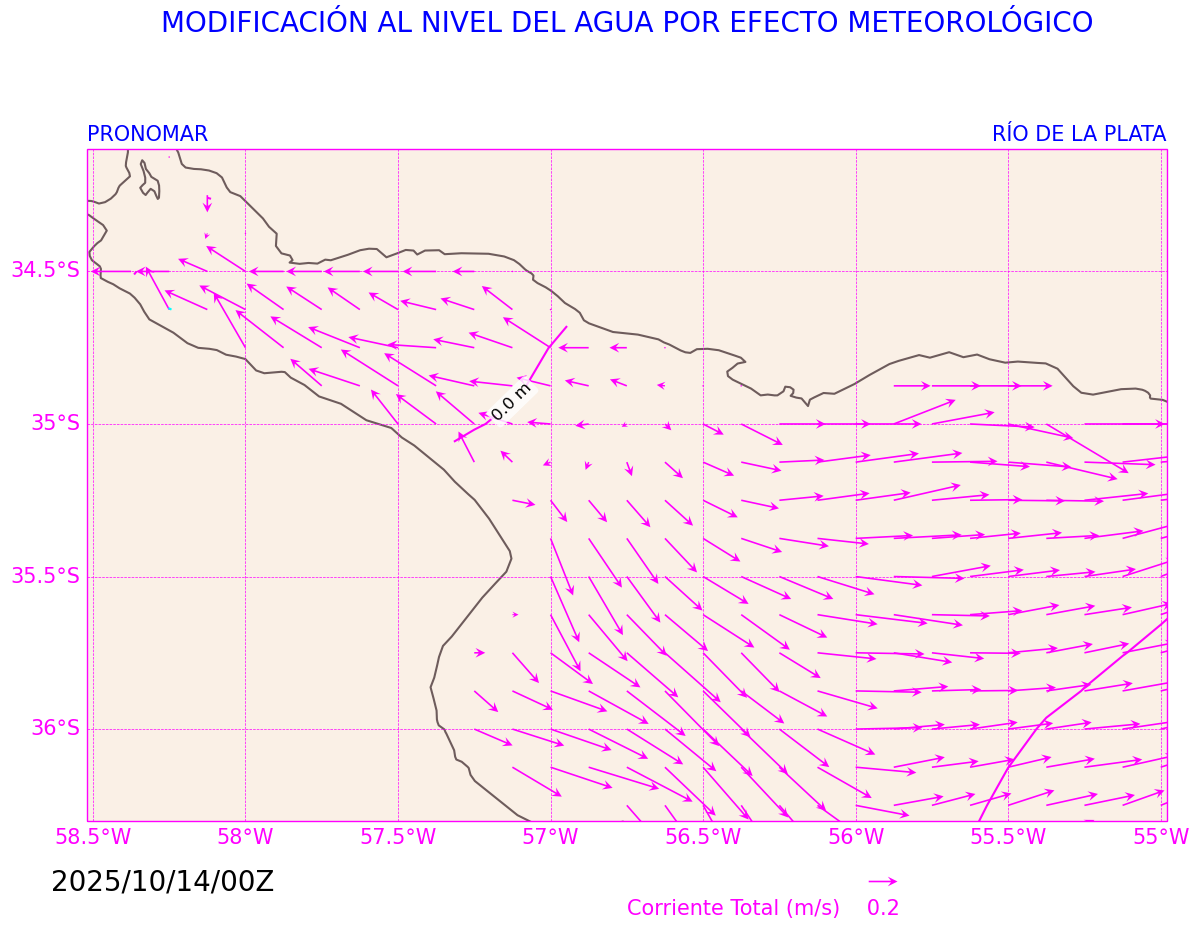 MODIFICACIÓN AL NIVEL DEL AGUA POR EFECTO METEOROLÓGICO
PRONOMAR RÍO DE LA PLATA
34.5°S
0.0 m
35°S
35.5°S
36°S
58.5°W 58°W 57.5°W 57°W 56.5°W 56°W 55.5°W 55°W
2025/10/14/00Z
Corriente Total (m/s) 0.2